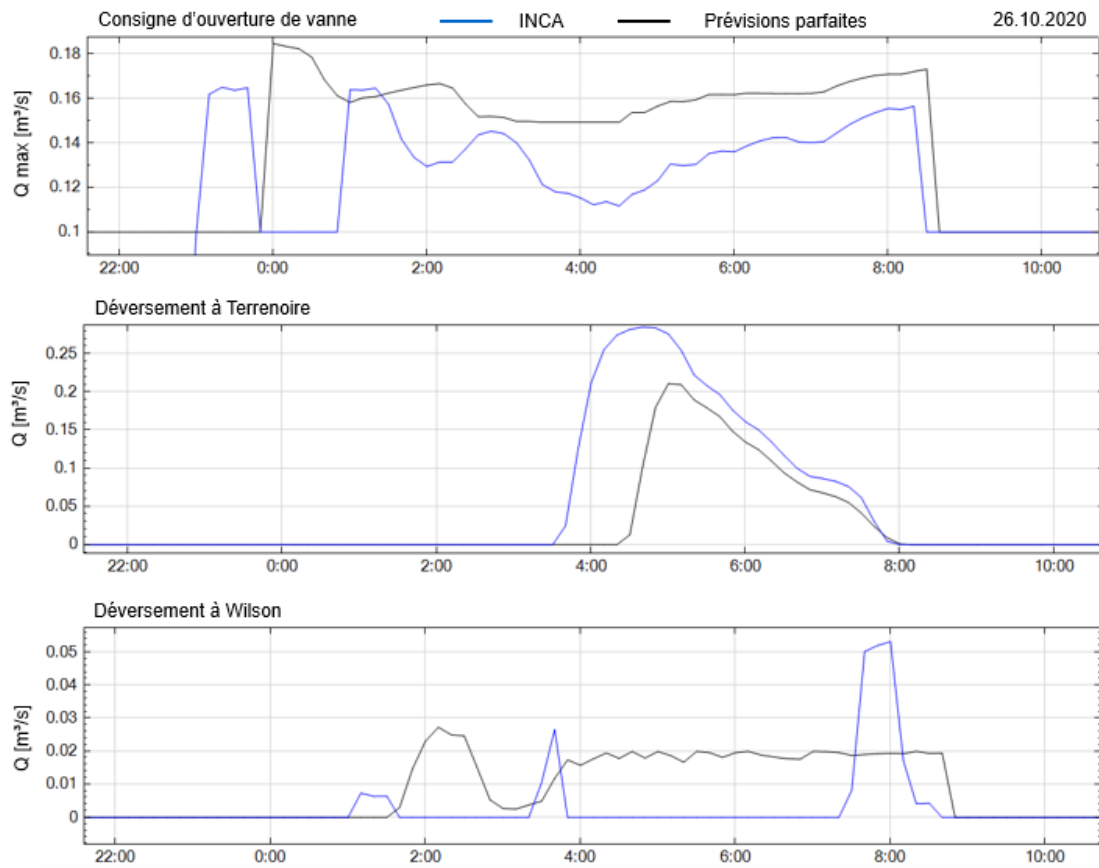 Consigne d'ouverture de vanne INCA Prévisions parfaites 26.10.2020
Q max [m³/s]
0.18
0.16
0.14
0.12
0.1
22:00 0:00 2:00 4:00 6:00 8:00 10:00
Déversement à Terrenoire
Q [m³/s]
0.25
0.2
0.15
0.1
0.05
0
22:00 0:00 2:00 4:00 6:00 8:00 10:00
Déversement à Wilson
Q [m³/s]
0.05
0.04
0.03
0.02
0.01
0
22:00 0:00 2:00 4:00 6:00 8:00 10:00